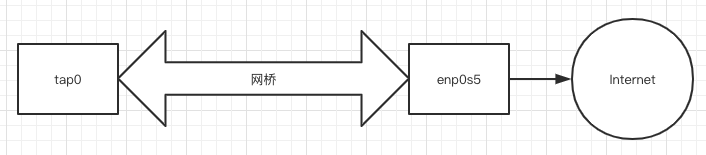 tap0
网桥
enp0s5
Internet